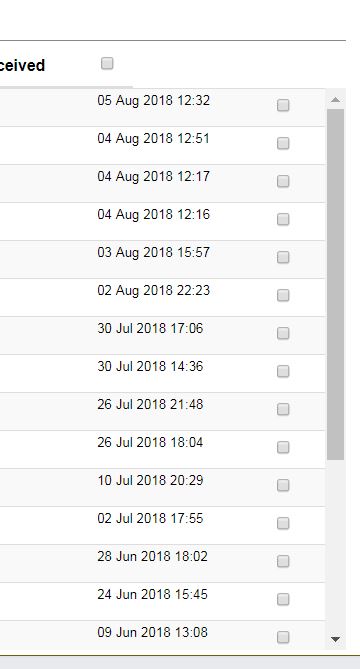 ceived
05 Aug 2018 12:32
04 Aug 2018 12:51
04 Aug 2018 12:17
04 Aug 2018 12:16
03 Aug 2018 15:57
02 Aug 2018 22:23
30 Jul 2018 17:06
30 Jul 2018 14:36
26 Jul 2018 21:48
26 Jul 2018 18:04
10 Jul 2018 20:29
02 Jul 2018 17:55
28 Jun 2018 18:02
24 Jun 2018 15:45
09 Jun 2018 13:08